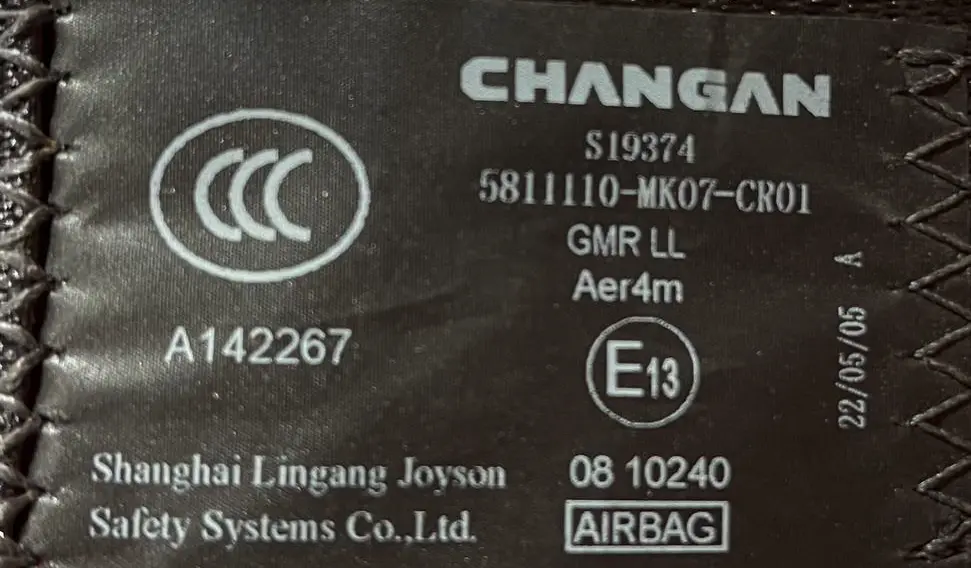 CHANGAN
S19374
5811110-MK07-CR01
GMR LL
Aer4m
CCC
A142267
E13
22/05/05 A
Shanghai Lingang Joyson
Safety Systems Co.,Ltd.
08 10240
AIRBAG